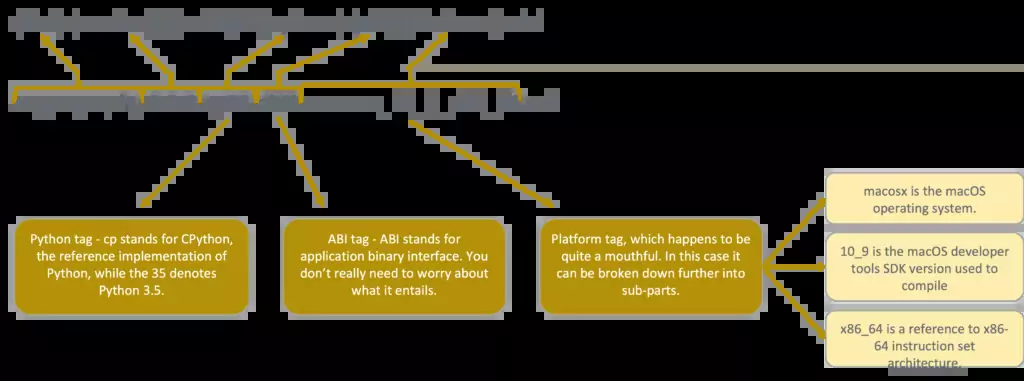 Python tag - cp stands for CPython,
the reference implementation of
Python, while the 35 denotes
Python 3.5.
ABI tag - ABI stands for
application binary interface. You
don't really need to worry about
what it entails.
Platform tag, which happens to be
quite a mouthful. In this case it
can be broken down further into
sub-parts.
macosx is the macOS
operating system.
10_9 is the macOS developer
tools SDK version used to
compile
x86_64 is a reference to x86-
64 instruction set
architecture.